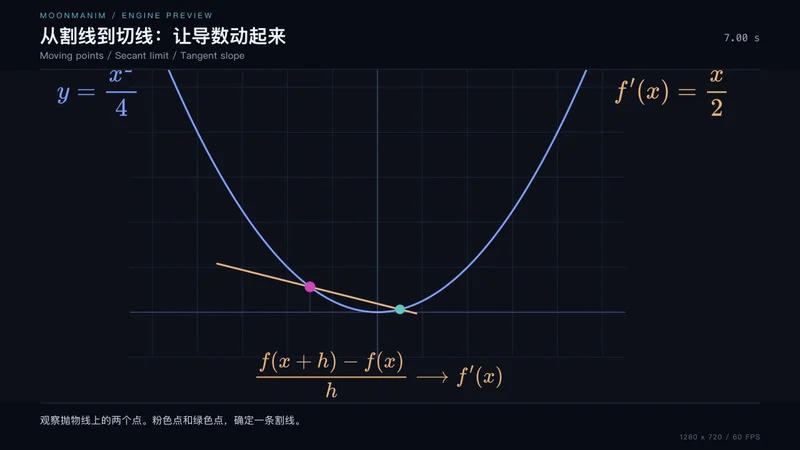 MOONMANIM / ENGINE PREVIEW
从割线到切线：让导数动起来
7.00 s
Moving points / Secant limit / Tangent slope
y = x²/4
f′(x) = x/2
(f(x + h) − f(x))/h ⟶ f′(x)
观察抛物线上的两个点。粉色点和绿色点，确定一条割线。
1280 x 720 / 60 FPS